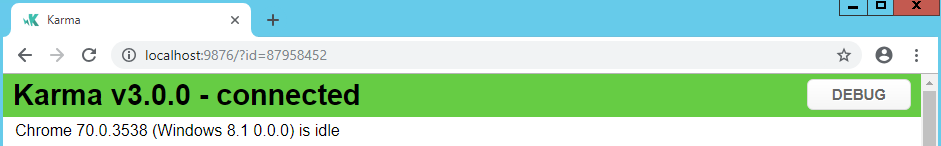 Karma
localhost:9876/?id=87958452
Karma v3.0.0 - connected
DEBUG
Chrome 70.0.3538 (Windows 8.1 0.0.0) is idle